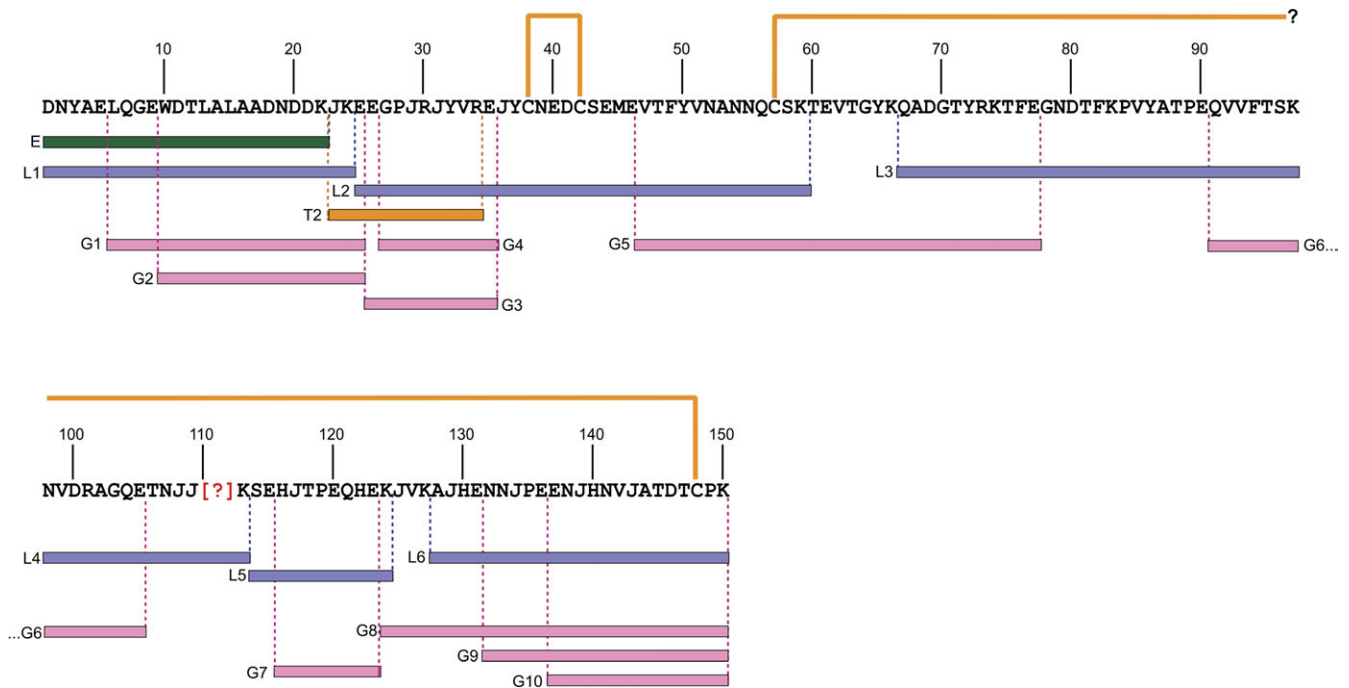 ?
10 20 30 40 50 60 70 80 90
DNYAELQGEWDTLALAADNDDKJKEEGPJRJYVREJYCNEDCSEMEVTFYVNANNQCSKTEVTGYKQADGTYRKTFEGNDTFKPVYATPEQVVFTSK
E
L1 L3
L2
T2
G1 G4 G5 G6...
G2
G3
100 110 120 130 140 150
NVDRAGQETNJJ[?]KSEHJTPEQHEKJVKAJHENNJPEENJHNVJATDTCPK
L4 L6
L5
...G6 G8
G9
G7
G10